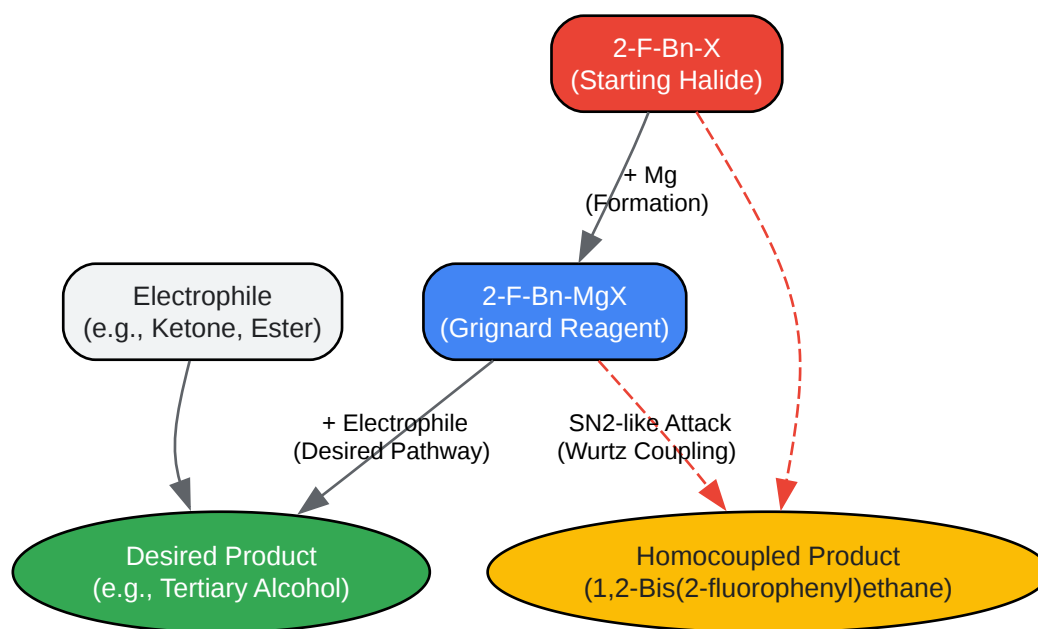 2-F-Bn-X
(Starting Halide)
+ Mg
(Formation)
Electrophile
(e.g., Ketone, Ester)
2-F-Bn-MgX
(Grignard Reagent)
+ Electrophile
(Desired Pathway)
SN2-like Attack
(Wurtz Coupling)
Desired Product
(e.g., Tertiary Alcohol)
Homocoupled Product
(1,2-Bis(2-fluorophenyl)ethane)